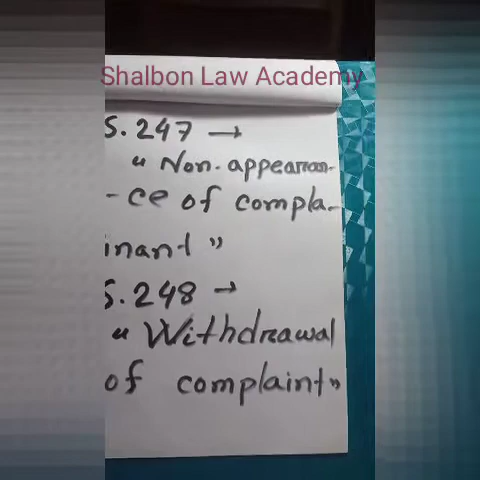 Shalbon Law Academy
S.247 →
"Non-appearan-
-ce of compla-
inant"
S.248 →
"Withdrawal
of complaint"